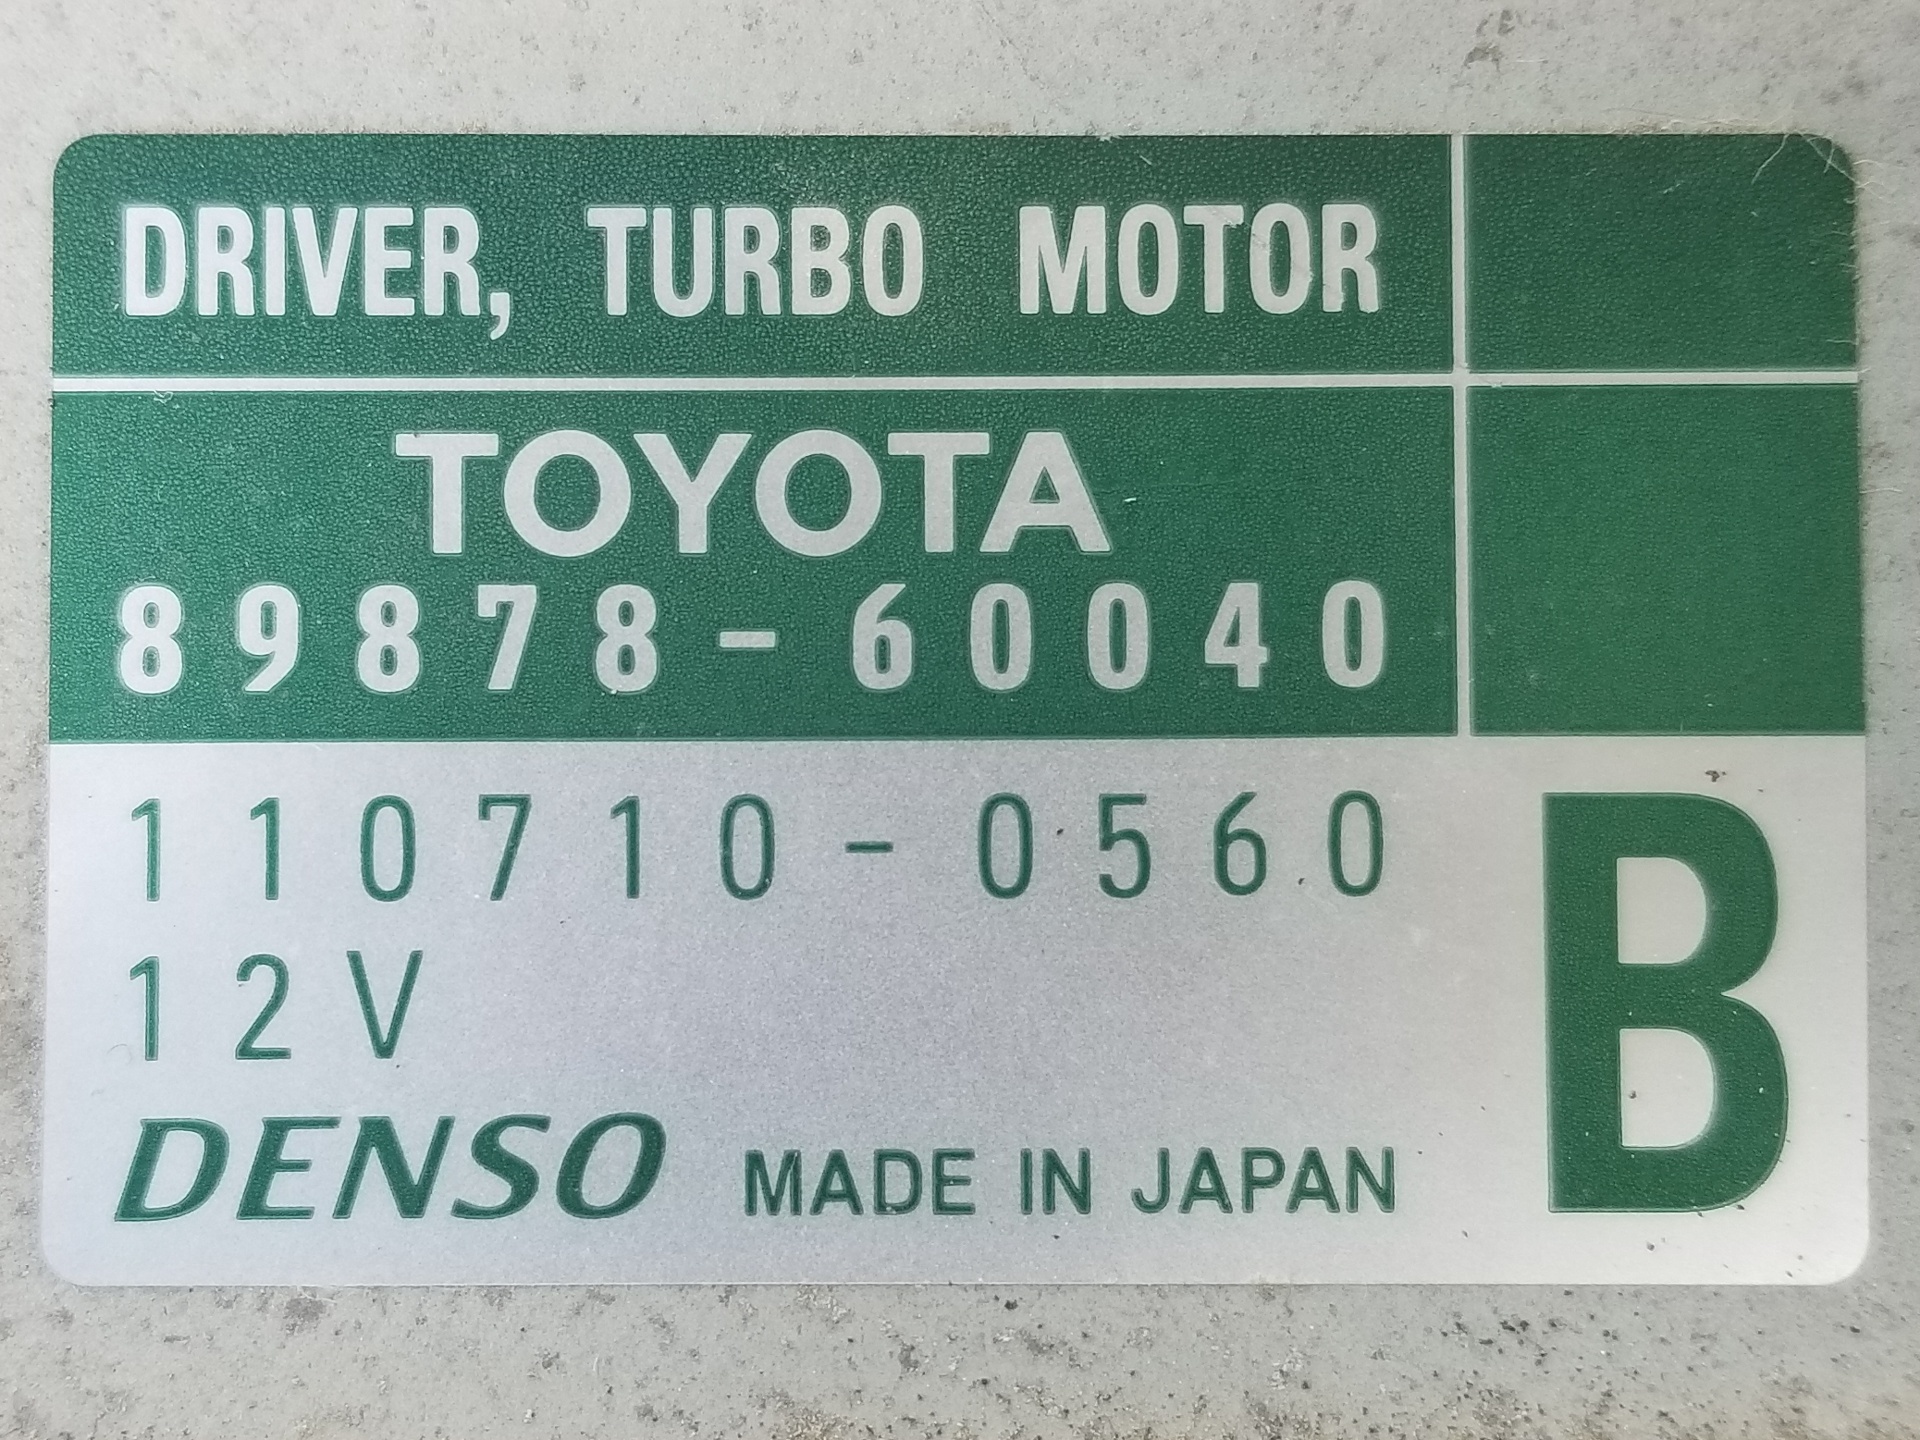 DRIVER, TURBO MOTOR
TOYOTA
89878-60040
110710-0560
12V
B
DENSO MADE IN JAPAN